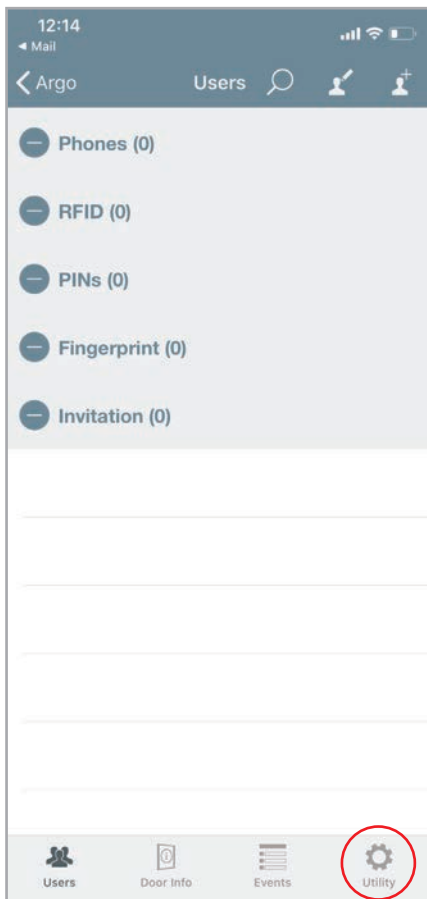 12:14
Mail
Argo Users
Phones (0)
RFID (0)
PINs (0)
Fingerprint (0)
Invitation (0)
Users Door Info Events Utility